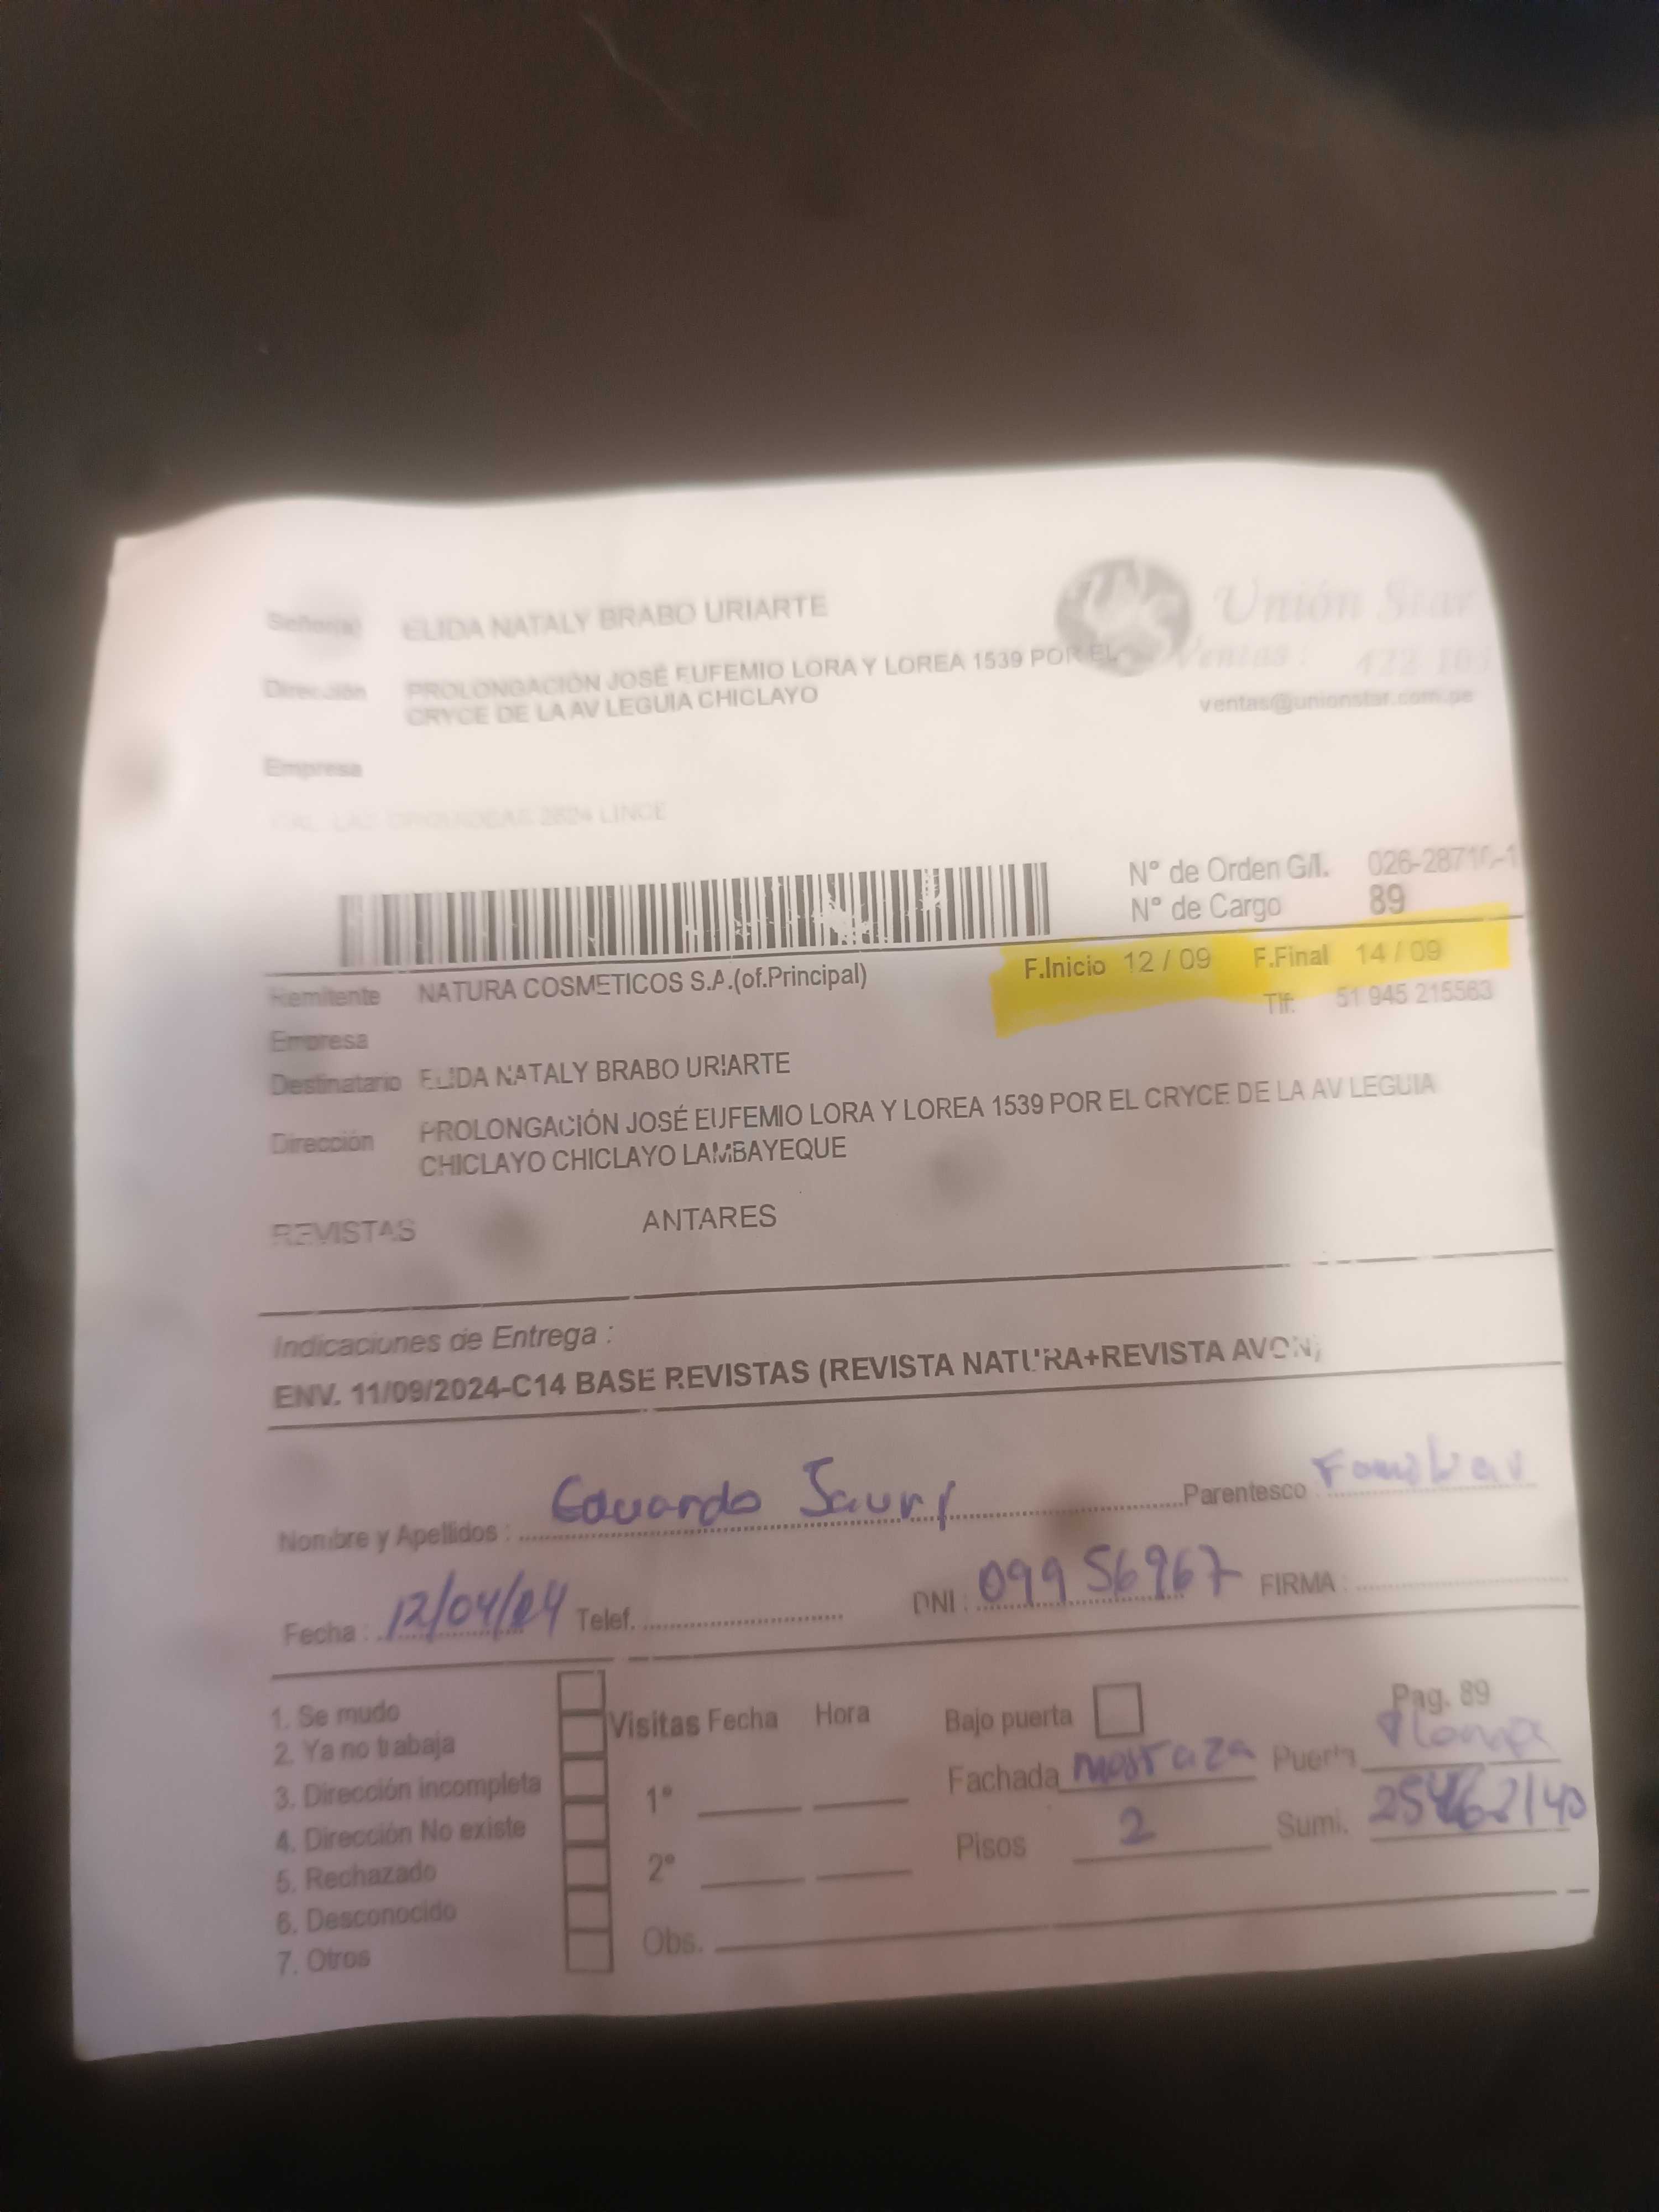 Señor(a) ELIDA NATALY BRABO URIARTE
Unión Star
Dirección PROLONGACIÓN JOSÉ EUFEMIO LORA Y LOREA 1539 POR EL
CRYCE DE LA AV LEGUIA CHICLAYO
Ventas :
ventas@unionstar.com.pe
Empresa
2624 LINCE
N° de Orden G/I.
N° de Cargo 89
F.Inicio 12 / 09 F.Final 14 / 09
Remitente NATURA COSMETICOS S.A.(of.Principal)
Tlf: 51 945 215563
Empresa
Destinatario ELIDA NATALY BRABO URIARTE
Dirección PROLONGACIÓN JOSÉ EUFEMIO LORA Y LOREA 1539 POR EL CRYCE DE LA AV LEGUIA
CHICLAYO CHICLAYO LAMBAYEQUE
REVISTAS ANTARES
Indicaciones de Entrega :
ENV. 11/09/2024-C14 BASE REVISTAS (REVISTA NATURA+REVISTA AVON)
Nombre y Apellidos : Eduardo Parentesco : Familiar
Fecha : 12/04/24 Telef. DNI : 09956967 FIRMA :
1. Se mudo
2. Ya no trabaja
3. Dirección incompleta
4. Dirección No existe
5. Rechazado
6. Desconocido
7. Otros
Visitas Fecha Hora
1°
2°
Obs.
Bajo puerta
Pag. 89
Fachada mostaza Puerta
Pisos 2 Sumi.